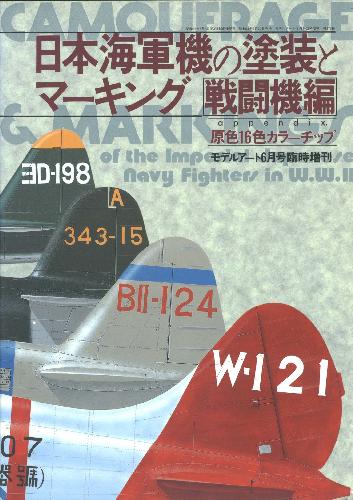 CAMOUFLAGE
日本海軍機の塗装と
マーキング
戦闘機編
& MARKINGS
appendix.
原色16色カラーチップ
of the Imperial Japanese
モデルアート6月号臨時増刊
Navy Fighters in W.W.II
ヨD-198
A
343-15
BII-124
W-121
07